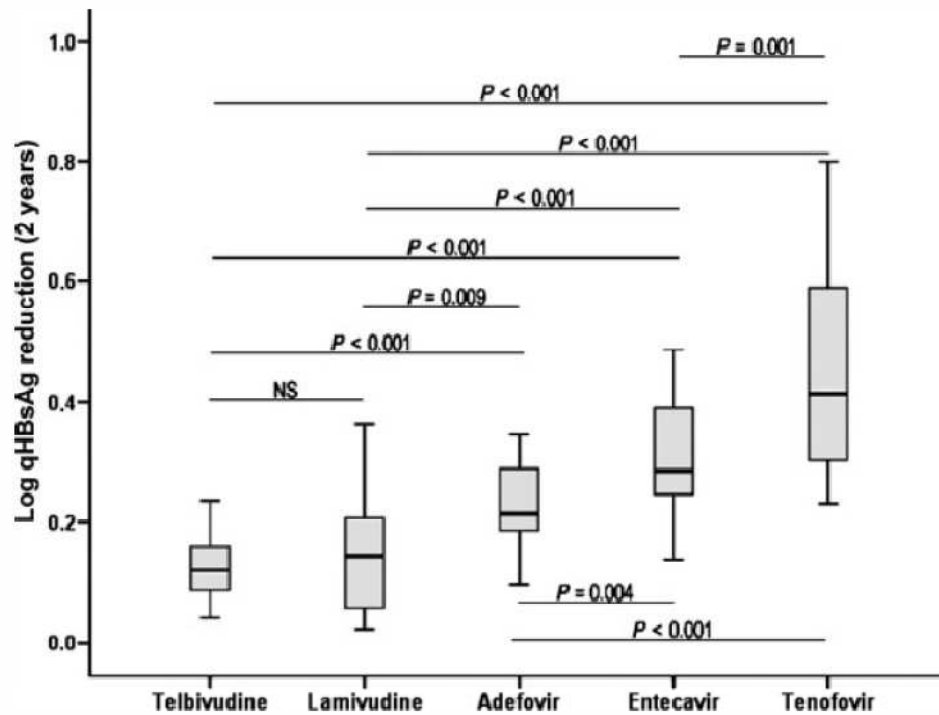 1.0
P = 0.001
P < 0.001
0.8
P < 0.001
P < 0.001
P < 0.001
0.6
P = 0.009
P < 0.001
0.4
NS
0.2
P = 0.004
P < 0.001
0.0
Log qHBsAg reduction (2 years)
Telbivudine Lamivudine Adefovir Entecavir Tenofovir